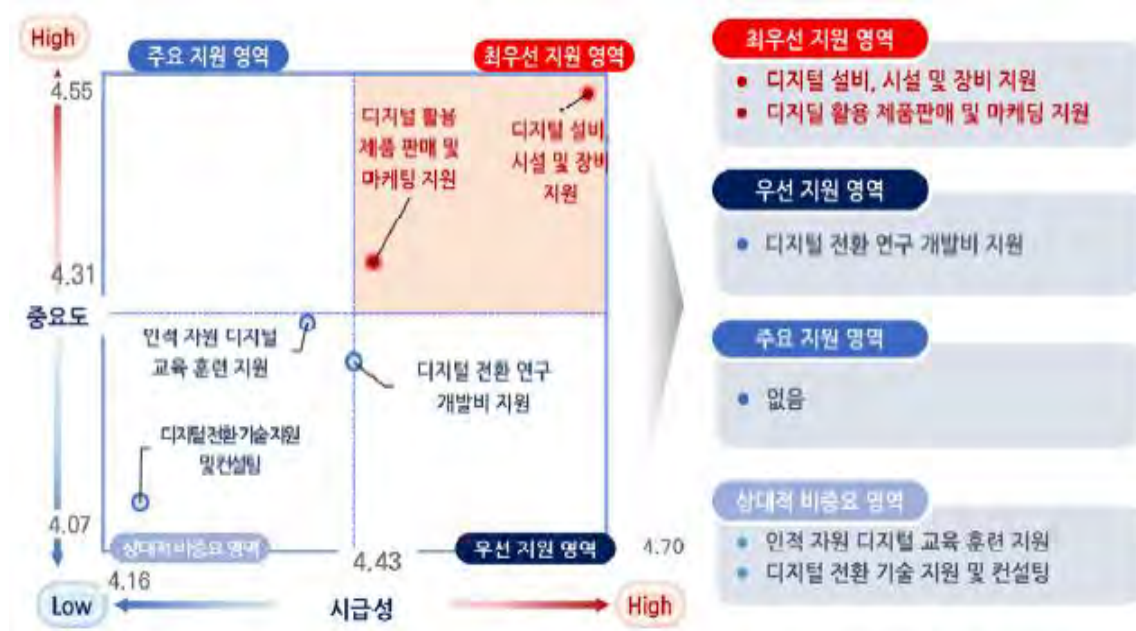 High
주요 지원 영역
최우선 지원 영역
4.55
디지털 활용
제품 판매 및
마케팅 지원
디지털 설비,
시설 및 장비
지원
4.31
중요도
인적 자원 디지털
교육 훈련 지원
디지털 전환 연구
개발비 지원
디지털전환기술지원
및컨설팅
4.07
상대적 비중요 영역
4.43
우선 지원 영역
4.70
4.16
Low
시급성
High
최우선 지원 영역
• 디지털 설비, 시설 및 장비 지원
• 디지딜 활용 제품판매 및 마케딩 지원
우선 지원 영역
• 디지털 전환 연구 개발비 지원
주요 지원 영역
• 없음
상대적 비중요 영역
• 인적 자원 디지털 교육 훈련 지원
• 디지털 전환 기술 지원 및 컨설팅